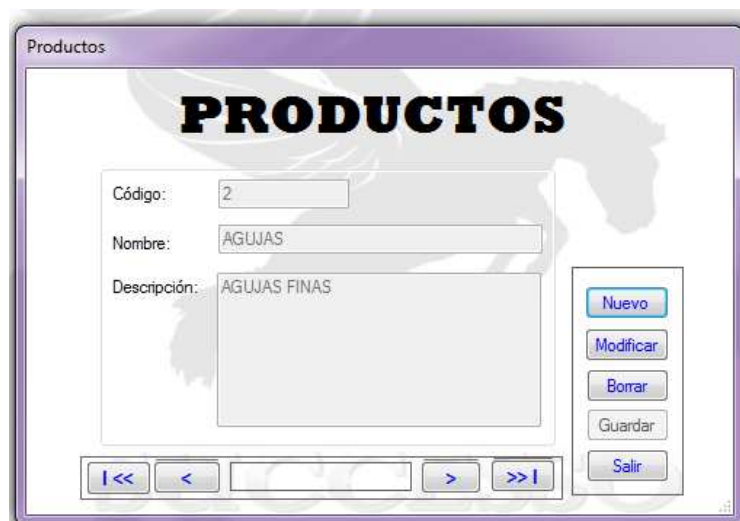 Productos
PRODUCTOS
Código: 2
Nombre: AGUJAS
Descripción: AGUJAS FINAS
Nuevo
Modificar
Borrar
Guardar
Salir
I << < > >> I